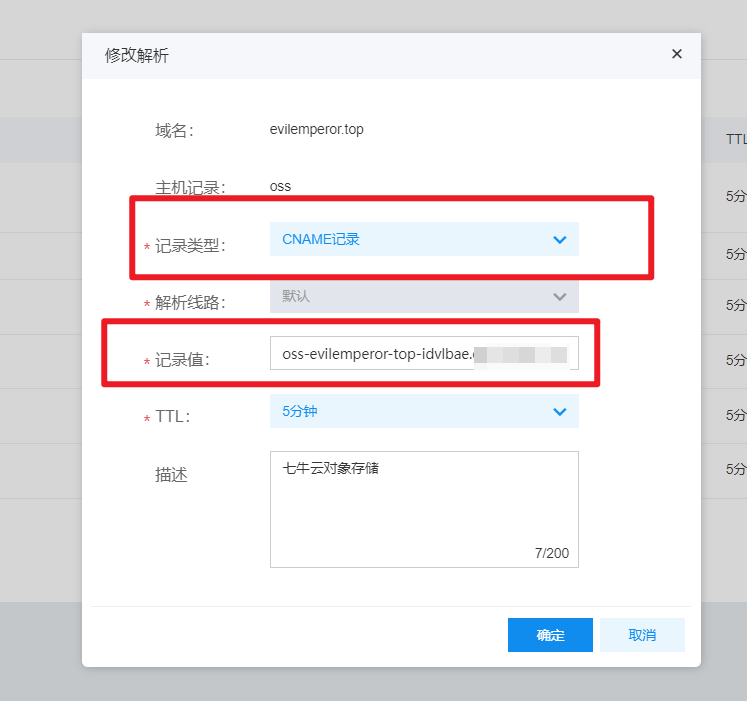 修改解析 ×
域名： evilemperor.top
主机记录： oss
TTL
* 记录类型： CNAME记录
5分
* 解析线路： 默认
5分
5分
* 记录值： oss-evilemperor-top-idvlbae.
5分
* TTL： 5分钟
5分
描述 七牛云对象存储
5分
7/200
确定 取消